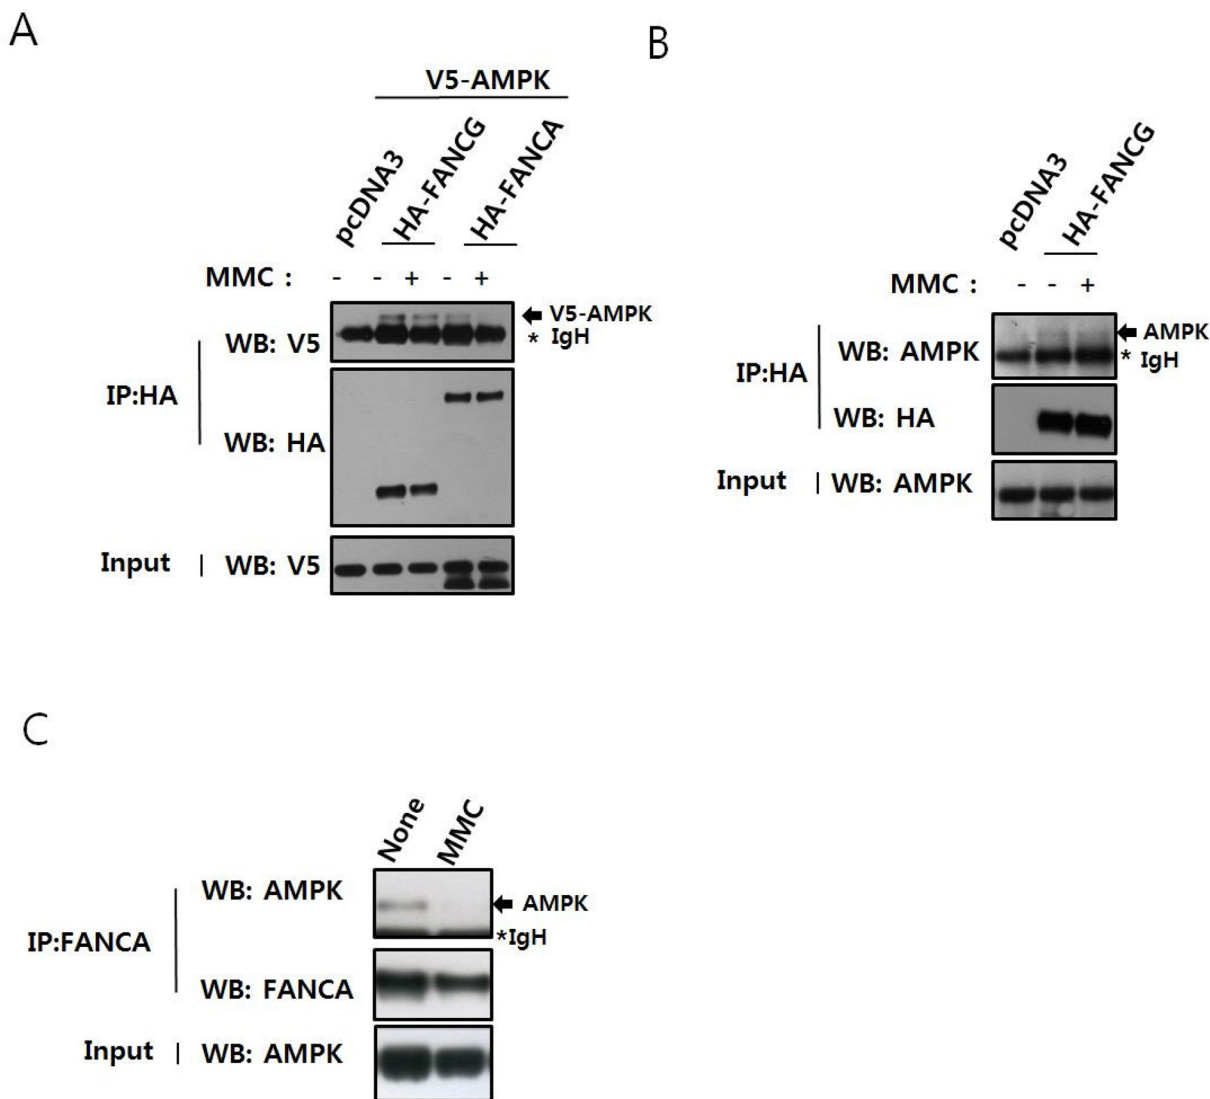 A
V5-AMPK
pcDNA3
HA-FANCG
HA-FANCA
MMC : - - + - +
WB: V5
V5-AMPK
* IgH
IP:HA
WB: HA
Input | WB: V5
B
pcDNA3
HA-FANCG
MMC : - - +
WB: AMPK
AMPK
* IgH
IP:HA
WB: HA
Input | WB: AMPK
C
None
MMC
WB: AMPK
AMPK
*IgH
IP:FANCA
WB: FANCA
Input | WB: AMPK